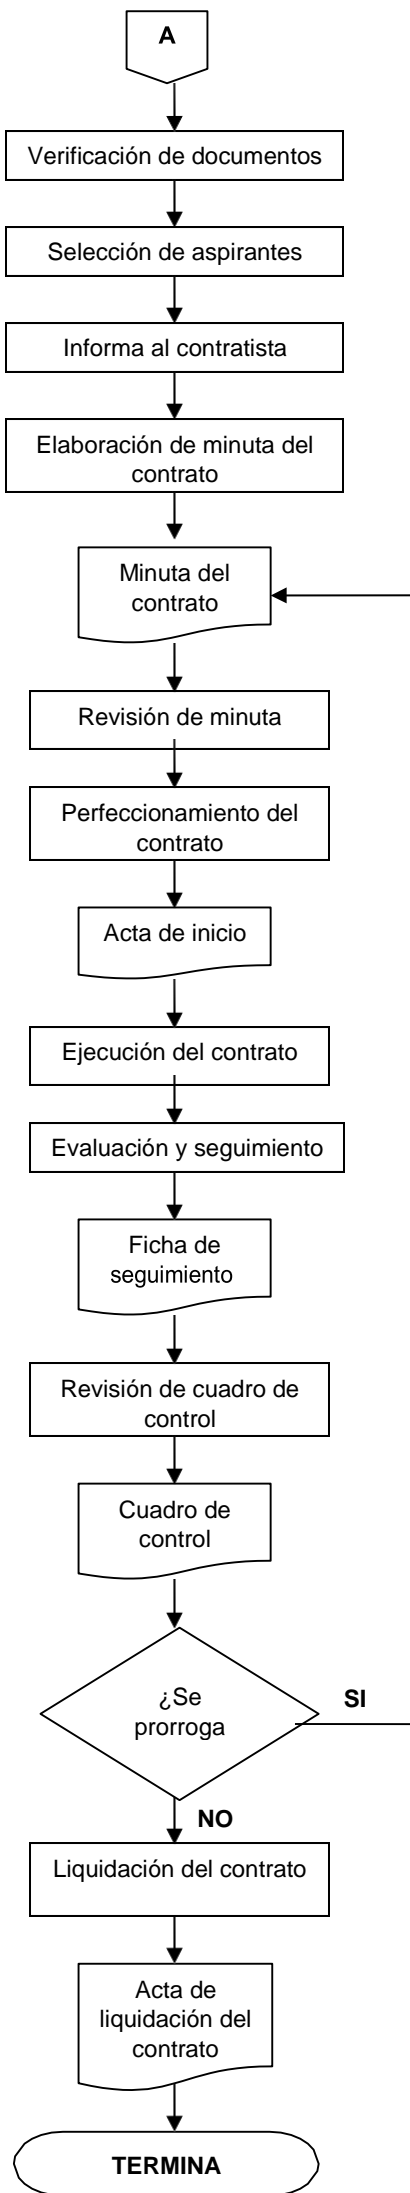 A
Verificación de documentos
Selección de aspirantes
Informa al contratista
Elaboración de minuta del
contrato
Minuta del
contrato
Revisión de minuta
Perfeccionamiento del
contrato
Acta de inicio
Ejecución del contrato
Evaluación y seguimiento
Ficha de
seguimiento
Revisión de cuadro de
control
Cuadro de
control
¿Se
prorroga
SI
NO
Liquidación del contrato
Acta de
liquidación del
contrato
TERMINA